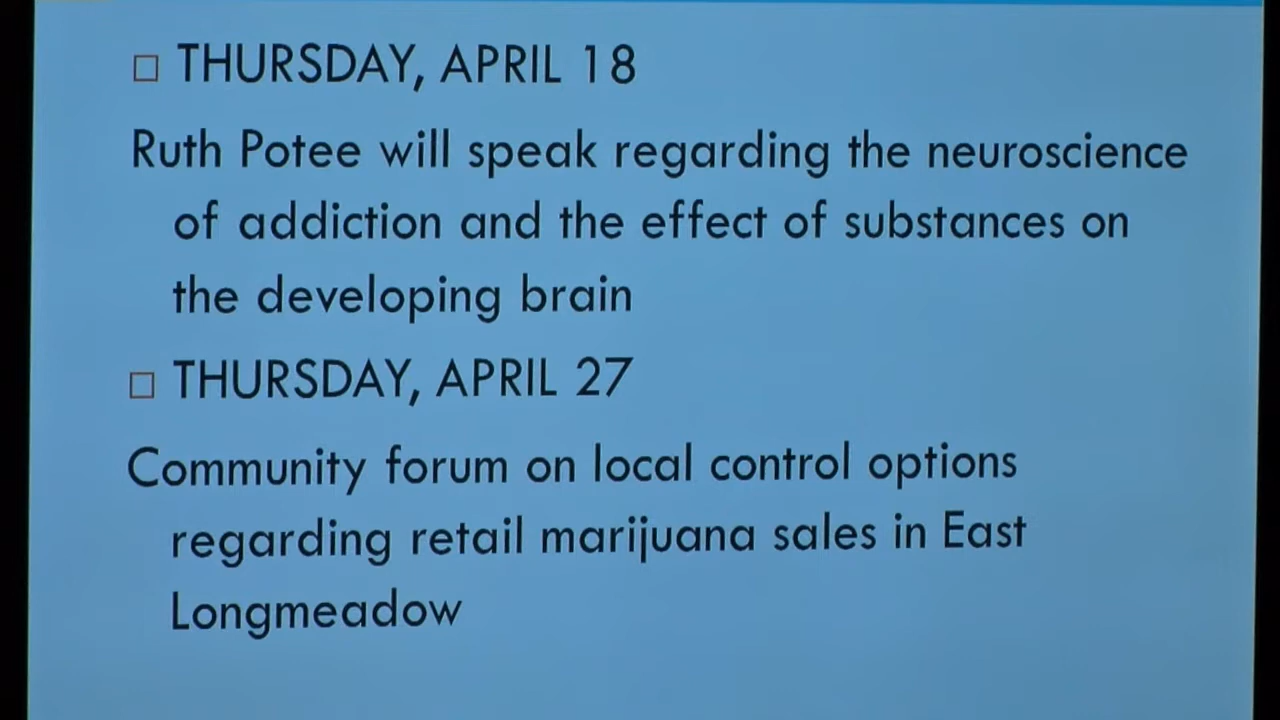 THURSDAY, APRIL 18
Ruth Potee will speak regarding the neuroscience
of addiction and the effect of substances on
the developing brain
THURSDAY, APRIL 27
Community forum on local control options
regarding retail marijuana sales in East
Longmeadow